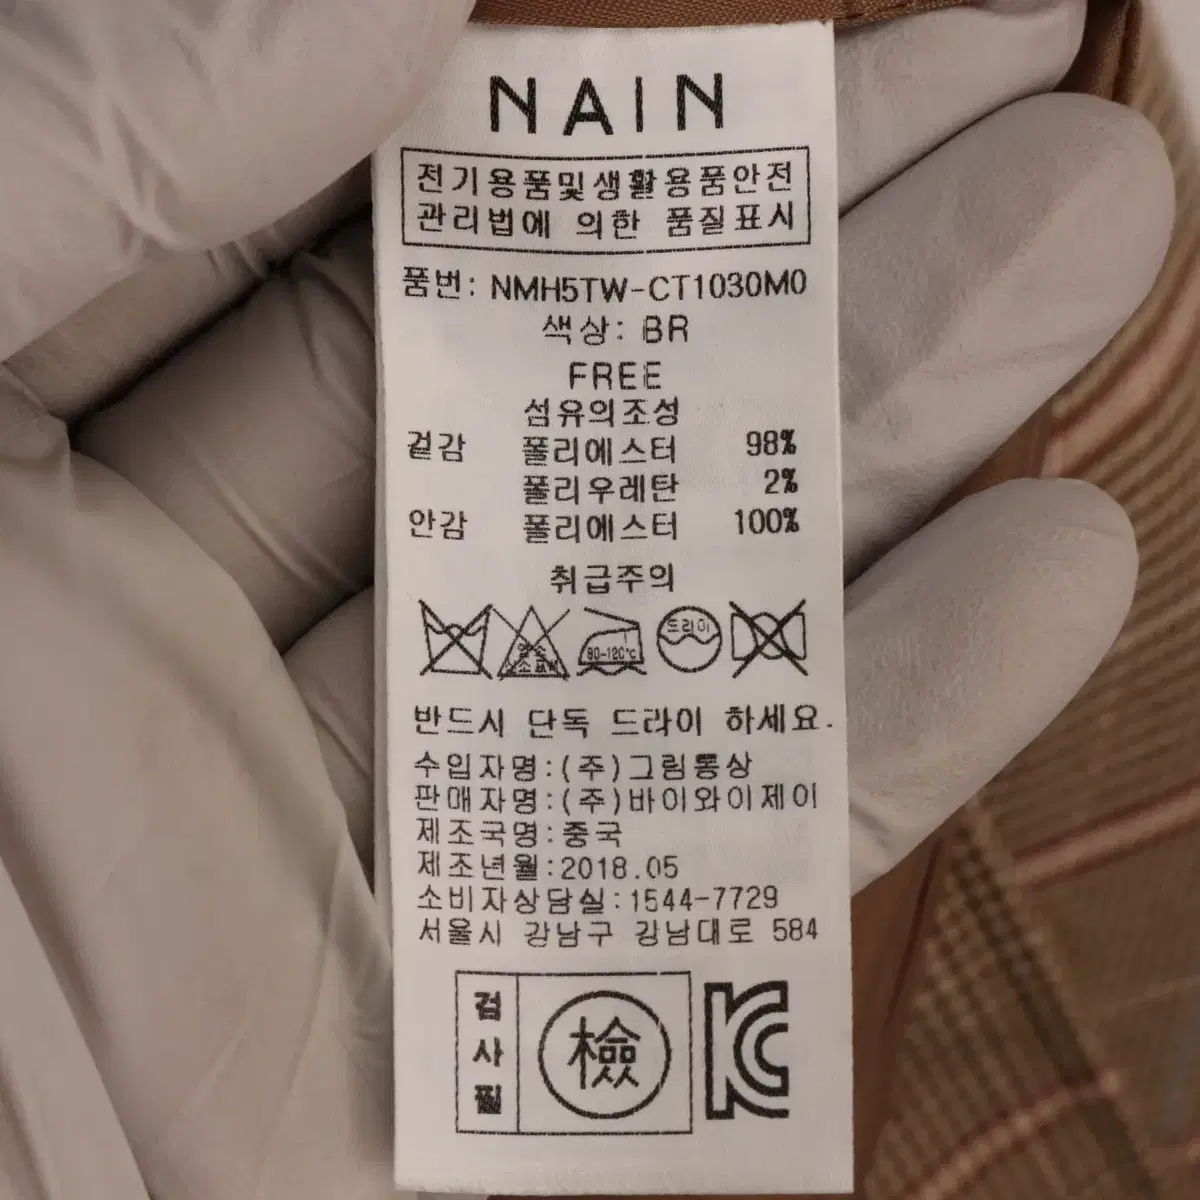 NAIN
전기용품및생활용품안전
관리법에 의한 품질표시
품번: NMH5TW-CT1030M0
색상: BR
FREE
섬유의조성
겉감 폴리에스터 98%
폴리우레탄 2%
안감 폴리에스터 100%
취급주의
80-120℃ 드라이
반드시 단독 드라이 하세요.
수입자명:(주)그림통상
판매자명:(주)바이와이제이
제조국명:중국
제조년월:2018.05
소비자상담실:1544-7729
서울시 강남구 강남대로 584
검사필 檢 KC